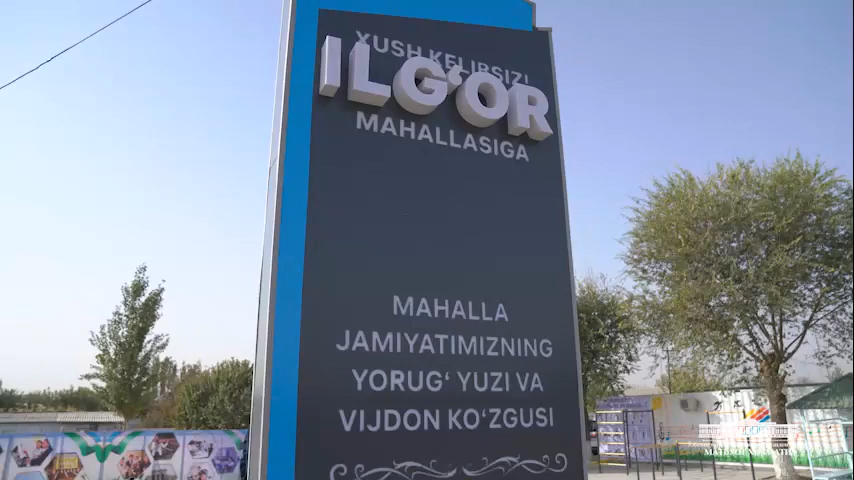 XUSH KELIBSIZ!
ILG‘OR
MAHALLASIGA
MAHALLA
JAMIYATIMIZNING
YORUG‘ YUZI VA
VIJDON KO‘ZGUSI